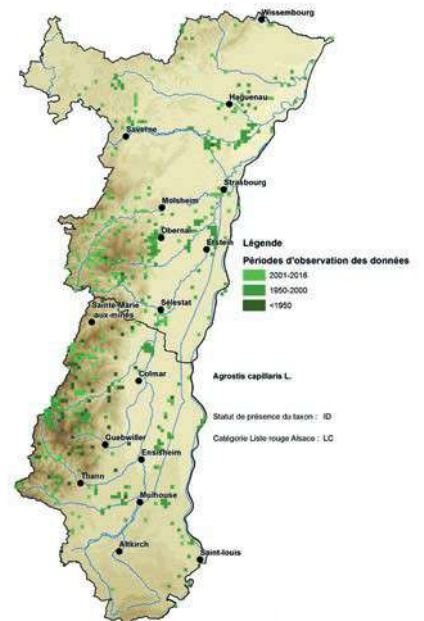 Wissembourg
Haguenau
Saverne
Strasbourg
Molsheim
Obernai
Erstein
Légende
Périodes d'observation des données
2001-2016
1950-2000
<1950
Sainte-Marie
aux-mines
Sélestat
Agrostis capillaris L.
Colmar
Statut de présence du taxon : ID
Catégorie Liste rouge Alsace : LC
Guebwiller
Ensisheim
Thann
Mulhouse
Altkirch
Saint-louis